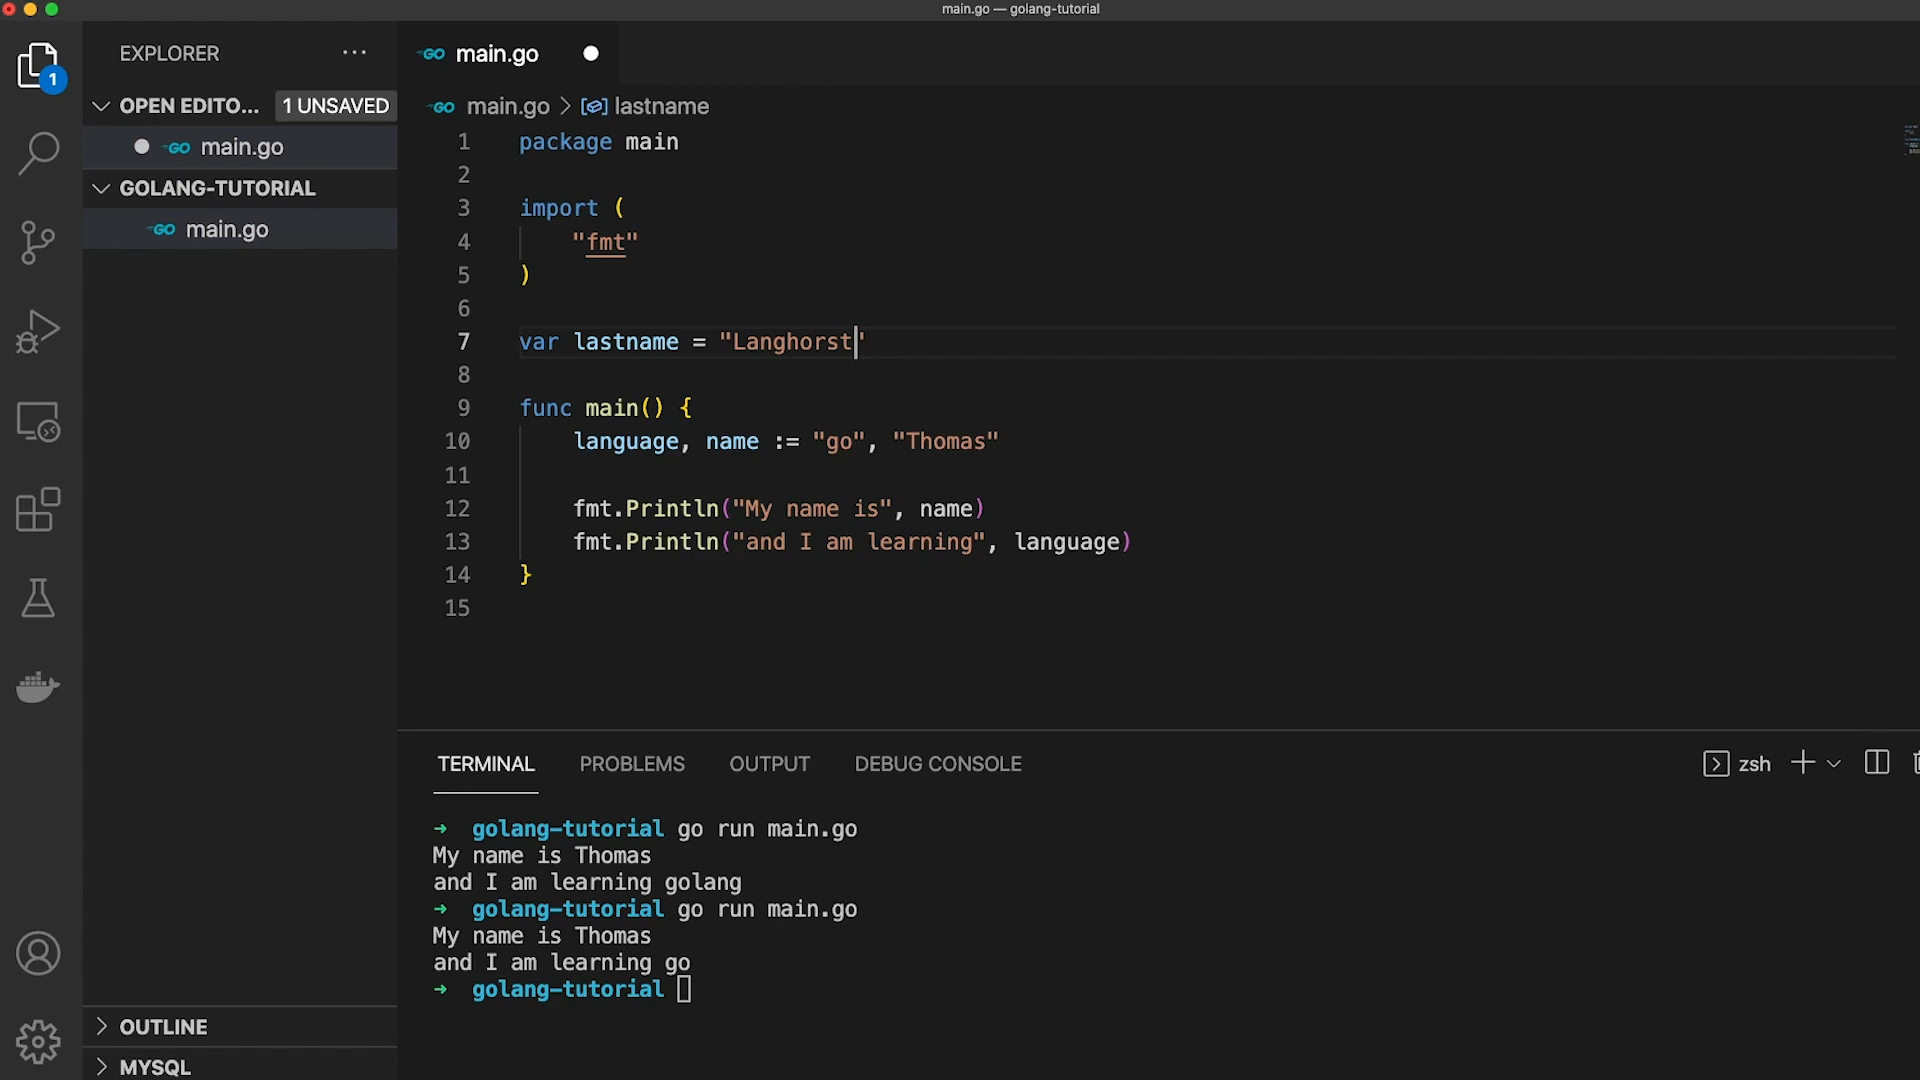 main.go — golang-tutorial
EXPLORER
1
OPEN EDITO... 1 UNSAVED
main.go
GOLANG-TUTORIAL
main.go
OUTLINE
MYSQL
main.go
main.go > lastname
1 package main
2
3 import (
4 "fmt"
5 )
6
7 var lastname = "Langhorst"
8
9 func main() {
10 language, name := "go", "Thomas"
11
12 fmt.Println("My name is", name)
13 fmt.Println("and I am learning", language)
14 }
15
TERMINAL PROBLEMS OUTPUT DEBUG CONSOLE zsh
➜ golang-tutorial go run main.go
My name is Thomas
and I am learning golang
➜ golang-tutorial go run main.go
My name is Thomas
and I am learning go
➜ golang-tutorial